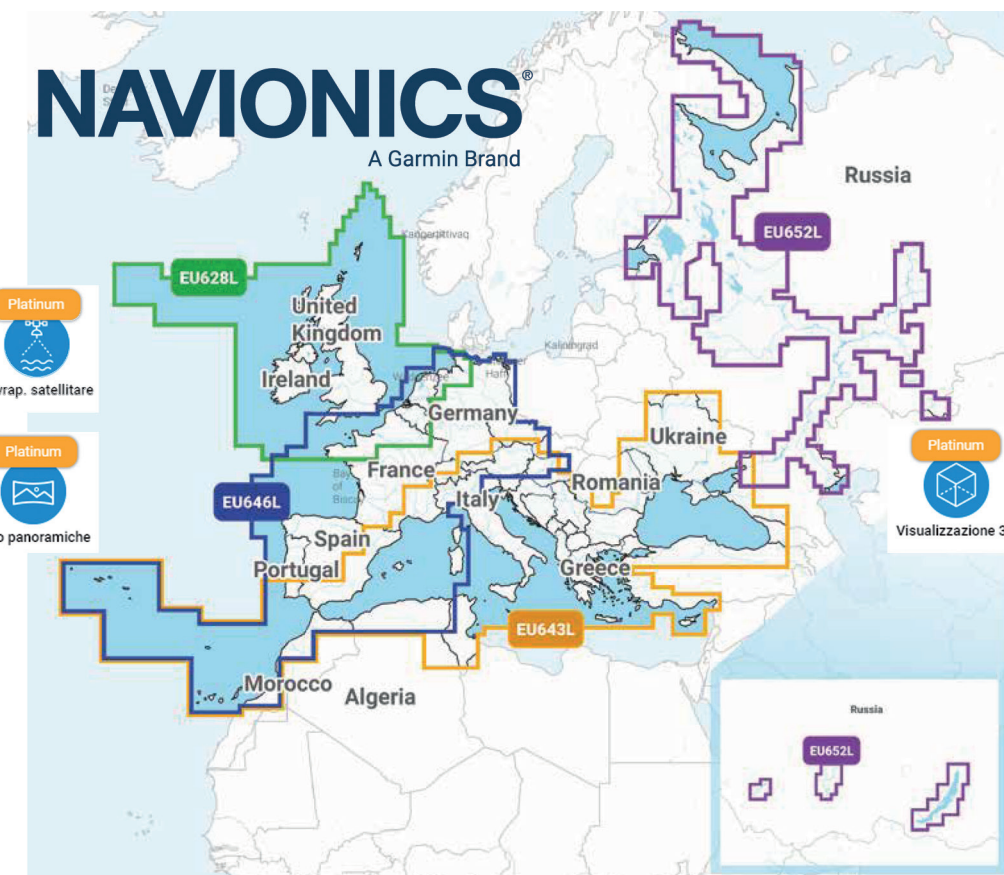 NAVIONICS®
A Garmin Brand
Russia
EU652L
Kangertittivaq
EU628L
Platinum
rap. satellitare
United
Kingdom
Ireland
Kaliningrad
Germany
Ukraine
Platinum
o panoramiche
France
Romania
Platinum
Visualizzazione 3
EU646L
Bay
of
Italy
Spain
Portugal
Greece
EU643L
Morocco
Algeria
Russia
EU652L